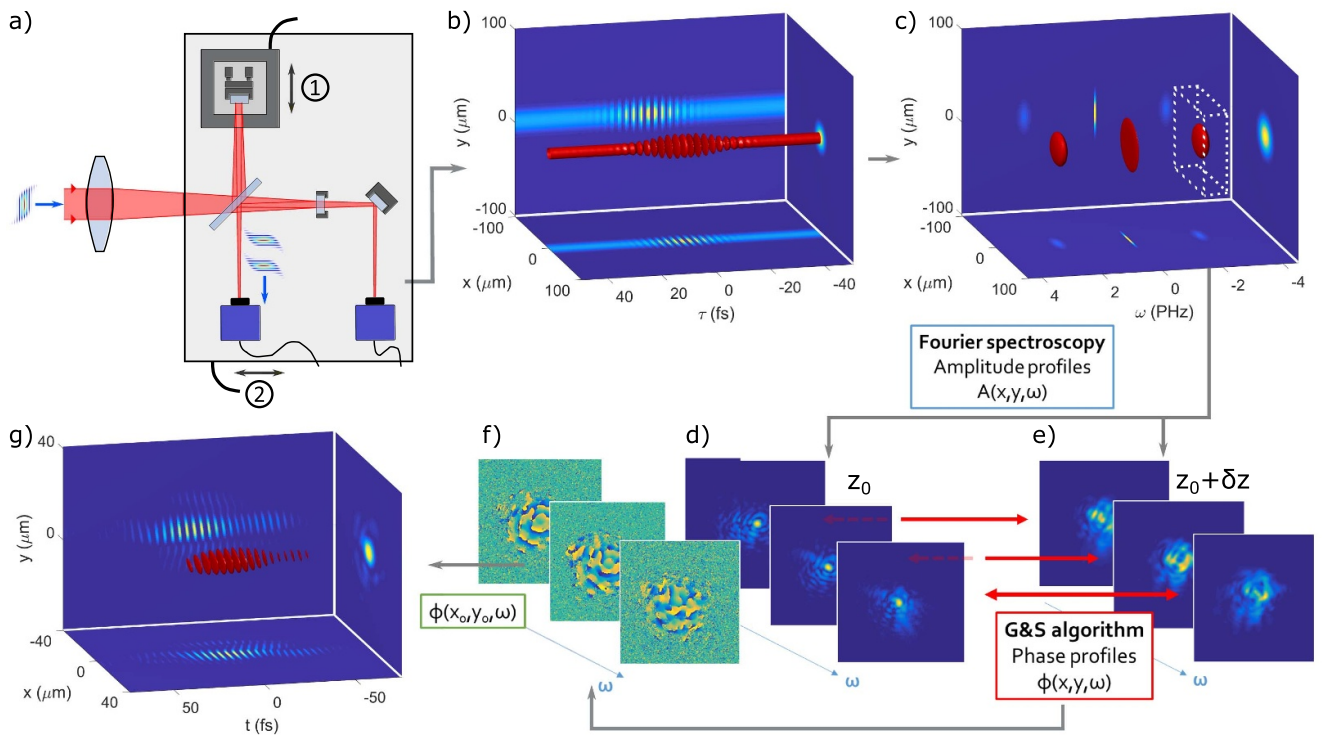 a)
①
②
b)
100
0
-100
y (μm)
-100
0
100
x (μm)
40
20
0
-20
-40
τ (fs)
c)
100
0
-100
y (μm)
-100
0
100
x (μm)
4
2
0
-2
-4
ω (PHz)
Fourier spectroscopy
Amplitude profiles
A(x,y,ω)
g)
40
0
-40
y (μm)
-40
0
40
x (μm)
50
0
-50
t (fs)
f)
ϕ(x₀,y₀,ω)
ω
d)
z₀
ω
e)
z₀+δz
G&S algorithm
Phase profiles
ϕ(x,y,ω)
ω